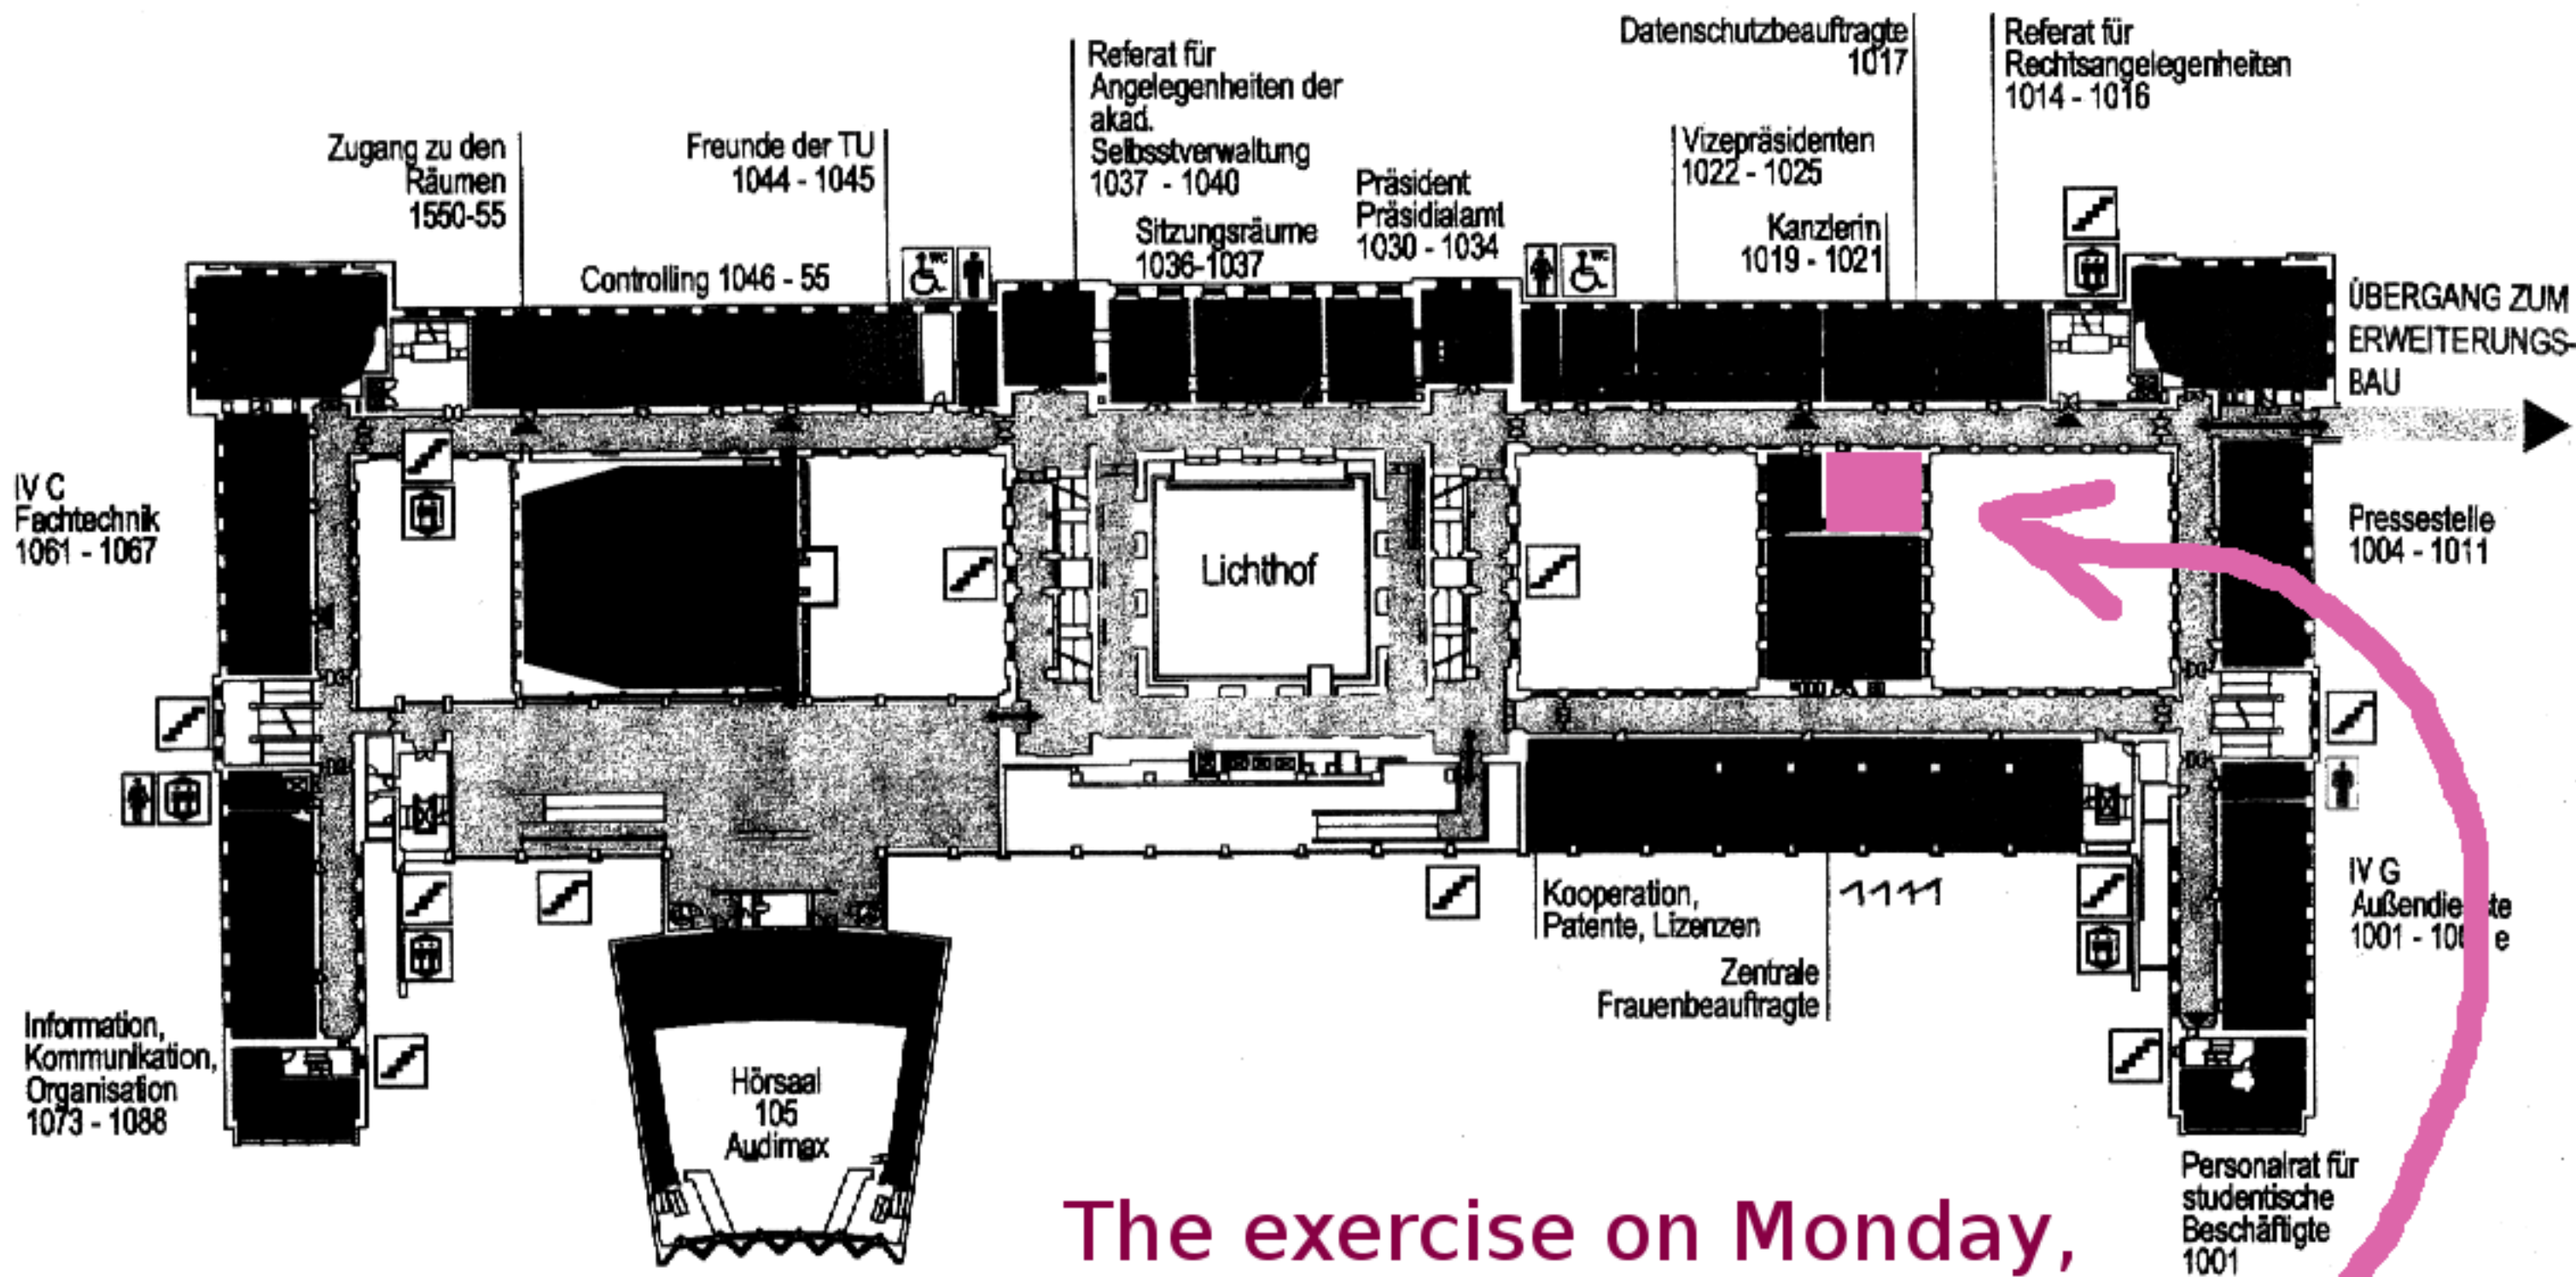 Datenschutzbeauftragte
1017
Referat für
Rechtsangelegenheiten
1014 - 1016
Referat für
Angelegenheiten der
akad.
Selbsstverwaltung
1037 - 1040
Zugang zu den
Räumen
1550-55
Freunde der TU
1044 - 1045
Vizepräsidenten
1022 - 1025
Präsident
Präsidialamt
1030 - 1034
Sitzungsräume
1036-1037
Kanzlerin
1019 - 1021
Controlling 1046 - 55
WC
WC
ÜBERGANG ZUM
ERWEITERUNGS-
BAU
IV C
Fachtechnik
1061 - 1067
Lichthof
Pressestelle
1004 - 1011
Kooperation,
Patente, Lizenzen
1111
Zentrale
Frauenbeauftragte
IV G
1001 - e
Information,
Kommunikation,
Organisation
1073 - 1088
Hörsaal
105
Audimax
Personalrat für
studentische
Beschäftigte
1001
The exercise on Monday,